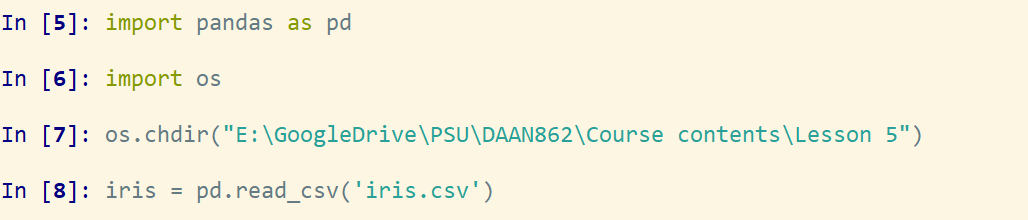 In [5]: import pandas as pd
In [6]: import os
In [7]: os.chdir("E:\GoogleDrive\PSU\DAAN862\Course contents\Lesson 5")
In [8]: iris = pd.read_csv('iris.csv')